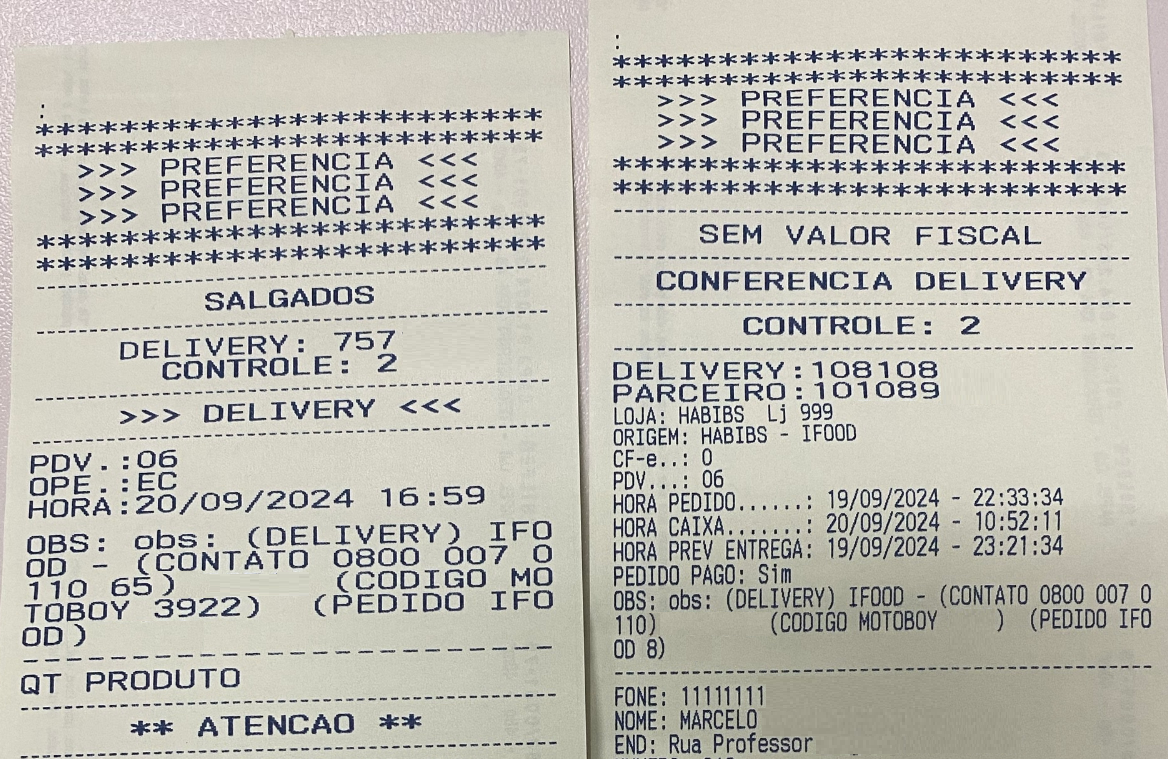 :
************************
************************
>>> PREFERENCIA <<<
>>> PREFERENCIA <<<
>>> PREFERENCIA <<<
************************
************************
SALGADOS
DELIVERY: 757
CONTROLE: 2
>>> DELIVERY <<<
PDV.:06
OPE.:EC
HORA:20/09/2024 16:59
OBS: obs: (DELIVERY) IFO
OD - (CONTATO 0800 007 0
110 65) (CODIGO MO
TOBOY 3922) (PEDIDO IFO
OD)
QT PRODUTO
** ATENCAO **
:
************************
************************
>>> PREFERENCIA <<<
>>> PREFERENCIA <<<
>>> PREFERENCIA <<<
************************
************************
SEM VALOR FISCAL
CONFERENCIA DELIVERY
CONTROLE: 2
DELIVERY:108108
PARCEIRO:101089
LOJA: HABIBS Lj 999
ORIGEM: HABIBS - IFOOD
CF-e..: 0
PDV...: 06
HORA PEDIDO......: 19/09/2024 - 22:33:34
HORA CAIXA.......: 20/09/2024 - 10:52:11
HORA PREV ENTREGA: 19/09/2024 - 23:21:34
PEDIDO PAGO: Sim
OBS: obs: (DELIVERY) IFOOD - (CONTATO 0800 007 0
110) (CODIGO MOTOBOY ) (PEDIDO IFO
OD 8)
FONE: 11111111
NOME: MARCELO
END: Rua Professor